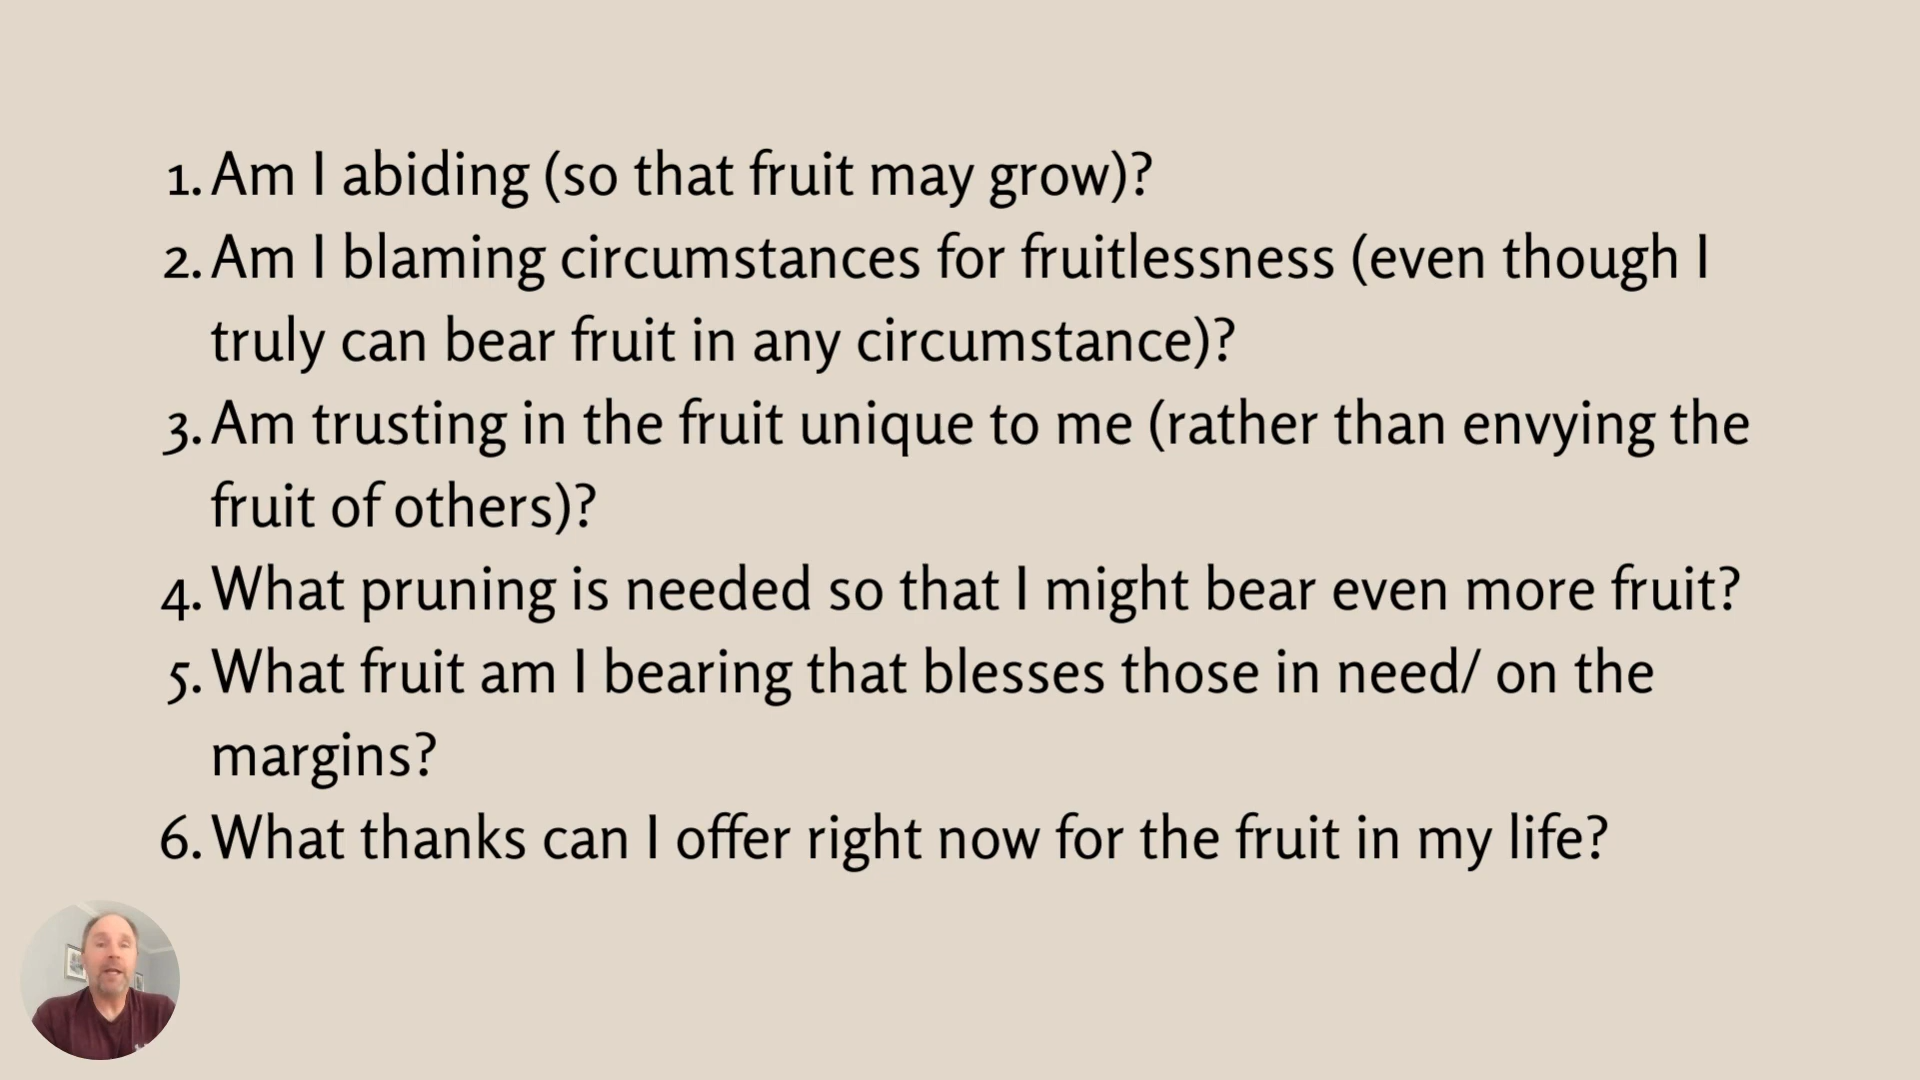 1. Am I abiding (so that fruit may grow)?
2. Am I blaming circumstances for fruitlessness (even though I
truly can bear fruit in any circumstance)?
3. Am trusting in the fruit unique to me (rather than envying the
fruit of others)?
4. What pruning is needed so that I might bear even more fruit?
5. What fruit am I bearing that blesses those in need/ on the
margins?
6. What thanks can I offer right now for the fruit in my life?